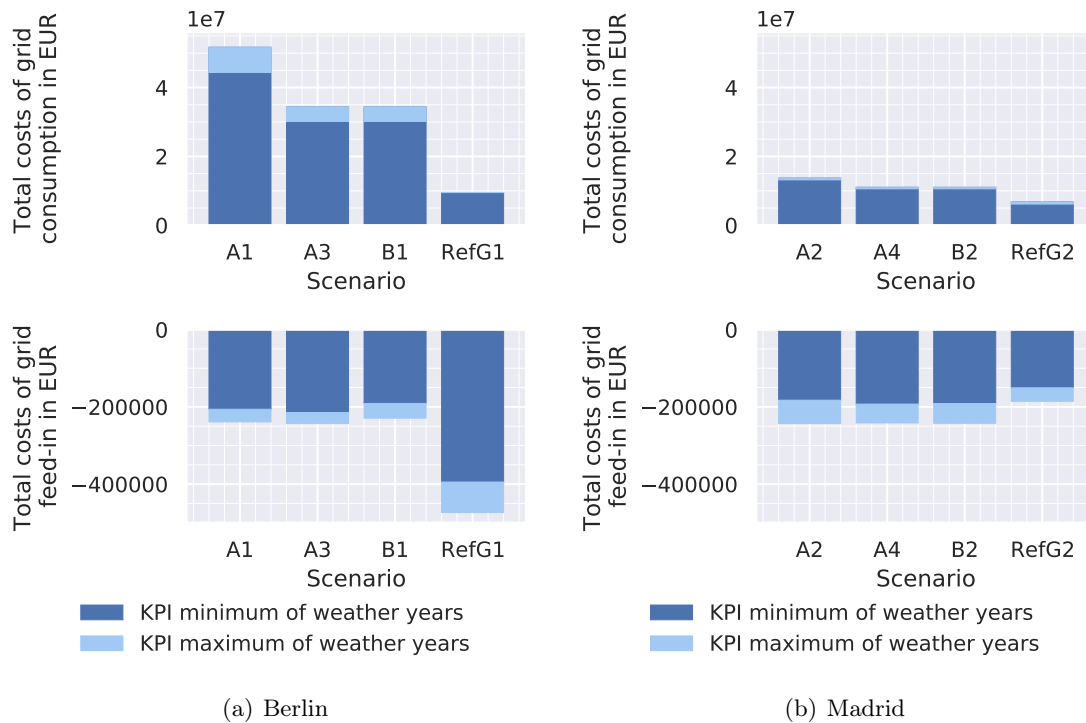 1e7
Total costs of grid
consumption in EUR
4
2
0
A1 A3 B1 RefG1
Scenario
Total costs of grid
feed-in in EUR
0
−200000
−400000
A1 A3 B1 RefG1
Scenario
KPI minimum of weather years
KPI maximum of weather years
(a) Berlin
1e7
Total costs of grid
consumption in EUR
4
2
0
A2 A4 B2 RefG2
Scenario
Total costs of grid
feed-in in EUR
0
−200000
−400000
A2 A4 B2 RefG2
Scenario
KPI minimum of weather years
KPI maximum of weather years
(b) Madrid